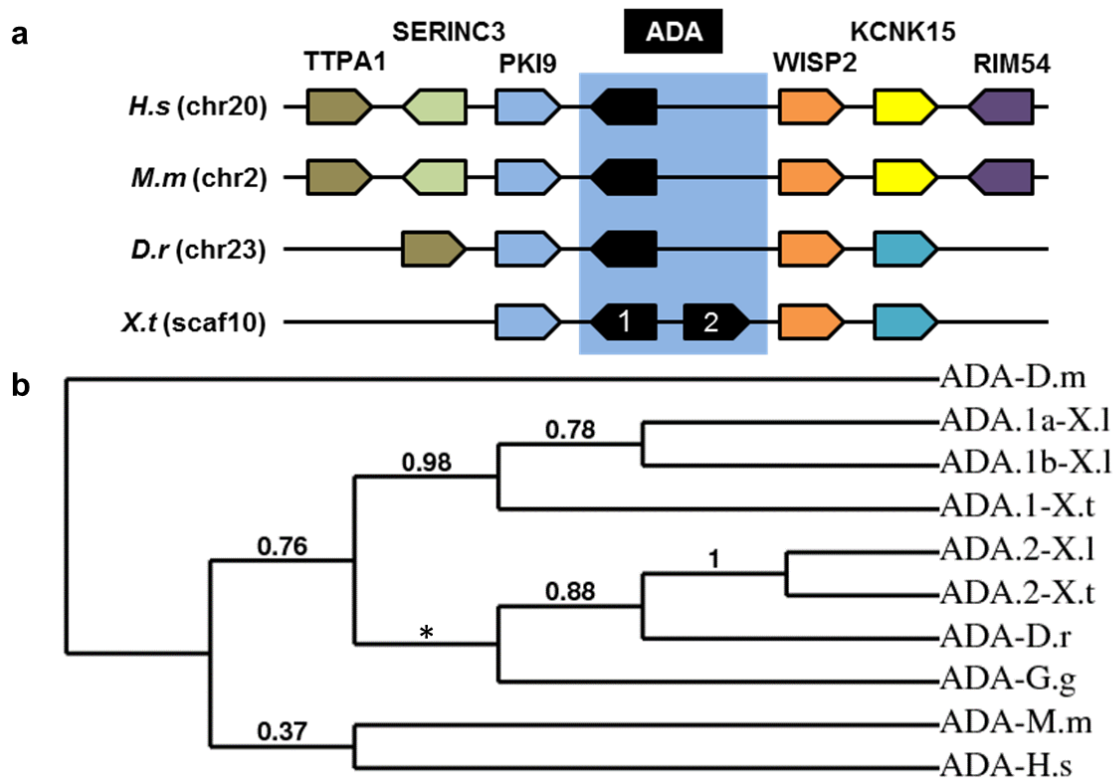 a
SERINC3 ADA KCNK15
TTPA1 PKI9 WISP2 RIM54
H.s (chr20)
M.m (chr2)
D.r (chr23)
X.t (scaf10) 1 2
b
ADA-D.m
ADA.1a-X.l
0.78
ADA.1b-X.l
0.98
ADA.1-X.t
0.76
ADA.2-X.l
1
ADA.2-X.t
0.88
ADA-D.r
*
ADA-G.g
ADA-M.m
0.37
ADA-H.s